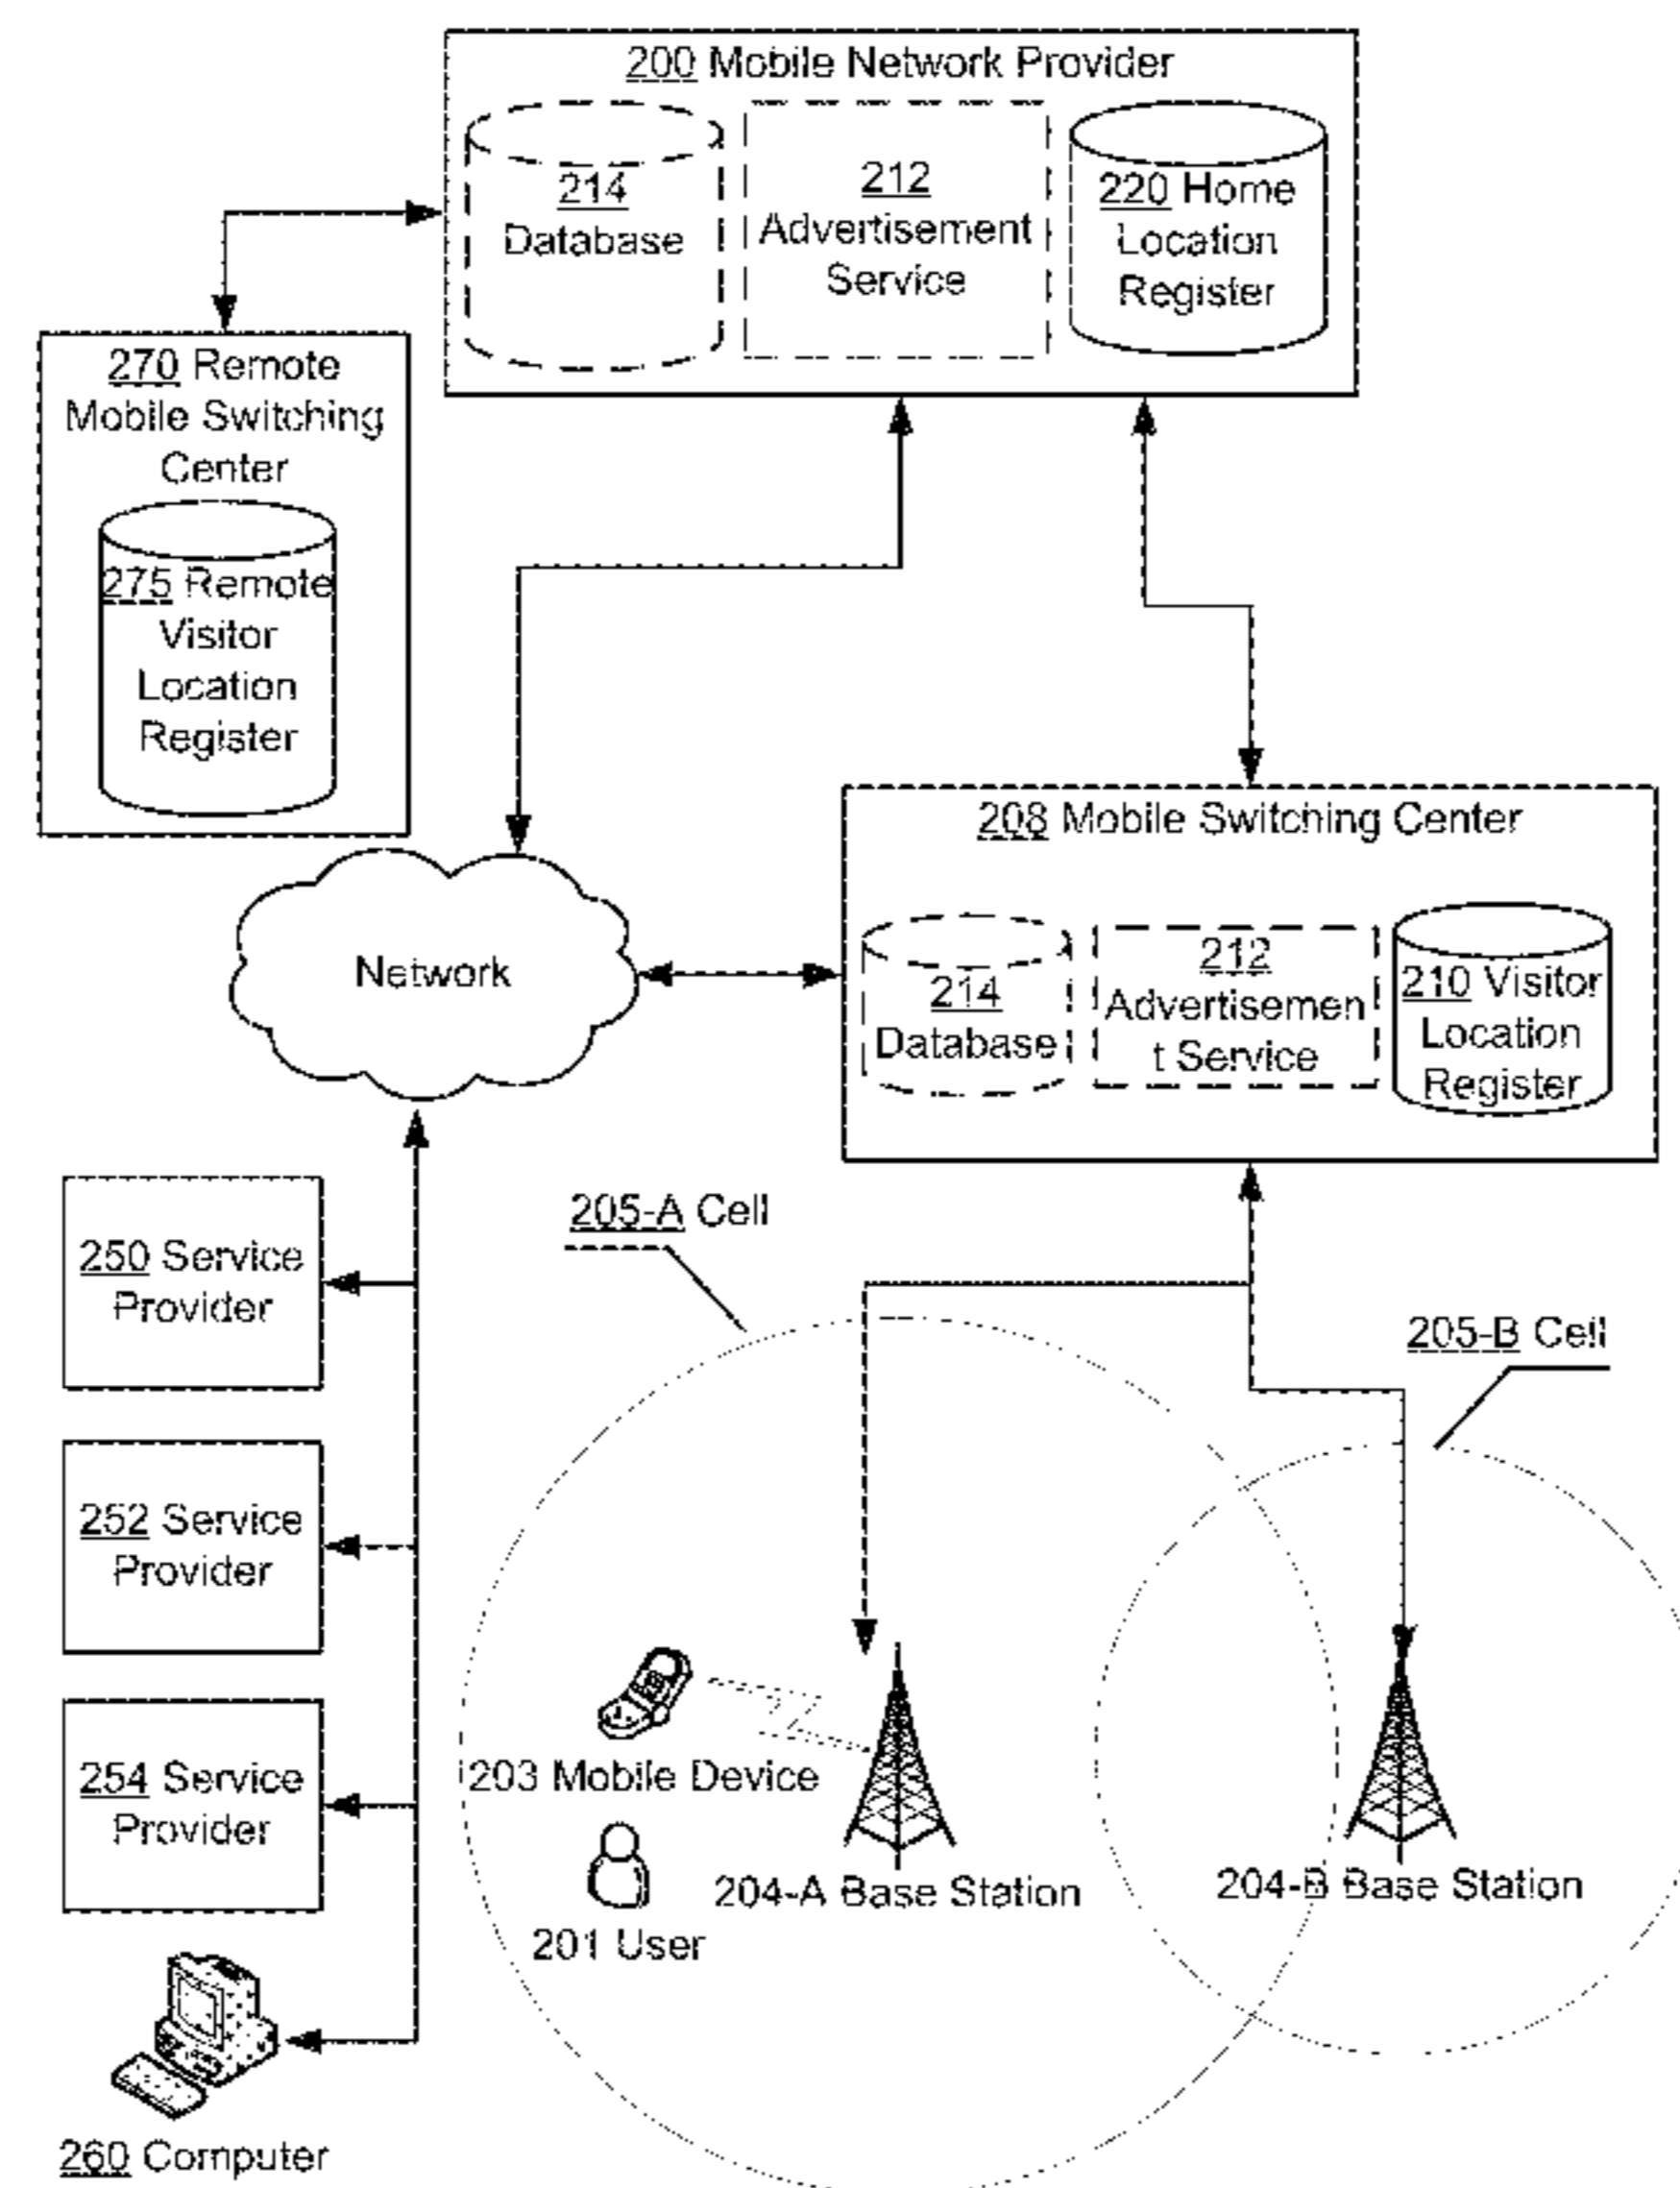 200 Mobile Network Provider
214
Database
212
Advertisement
Service
220 Home
Location
Register
270 Remote
Mobile Switching
Center
275 Remote
Visitor
Location
Register
Network
208 Mobile Switching Center
214
Database
212
Advertisemen
t Service
210 Visitor
Location
Register
250 Service
Provider
252 Service
Provider
254 Service
Provider
260 Computer
205-A Cell
205-B Cell
203 Mobile Device
201 User
204-A Base Station
204-B Base Station